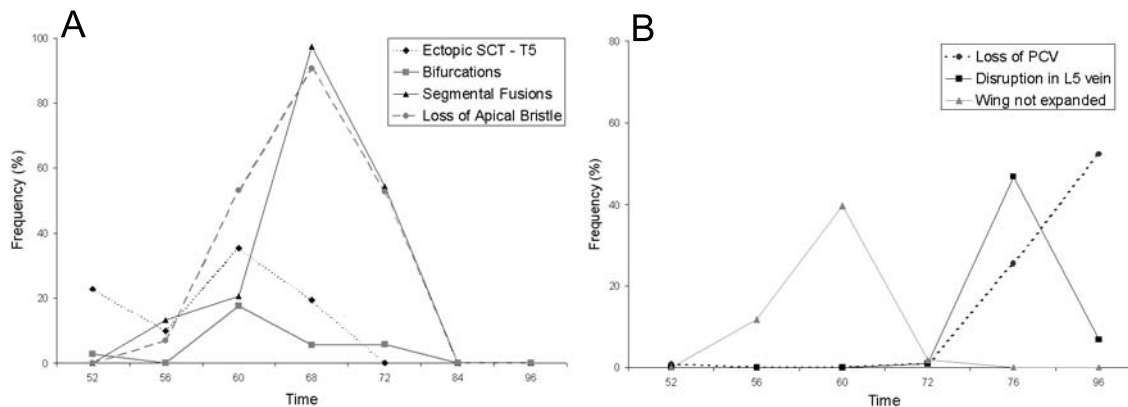 A
Frequency (%)
100
80
60
40
20
0
52 56 60 68 72 84 96
Time
Ectopic SCT - T5
Bifurcations
Segmental Fusions
Loss of Apical Bristle
B
Frequency (%)
80
60
40
20
0
52 56 60 72 76 96
Time
Loss of PCV
Disruption in L5 vein
Wing not expanded